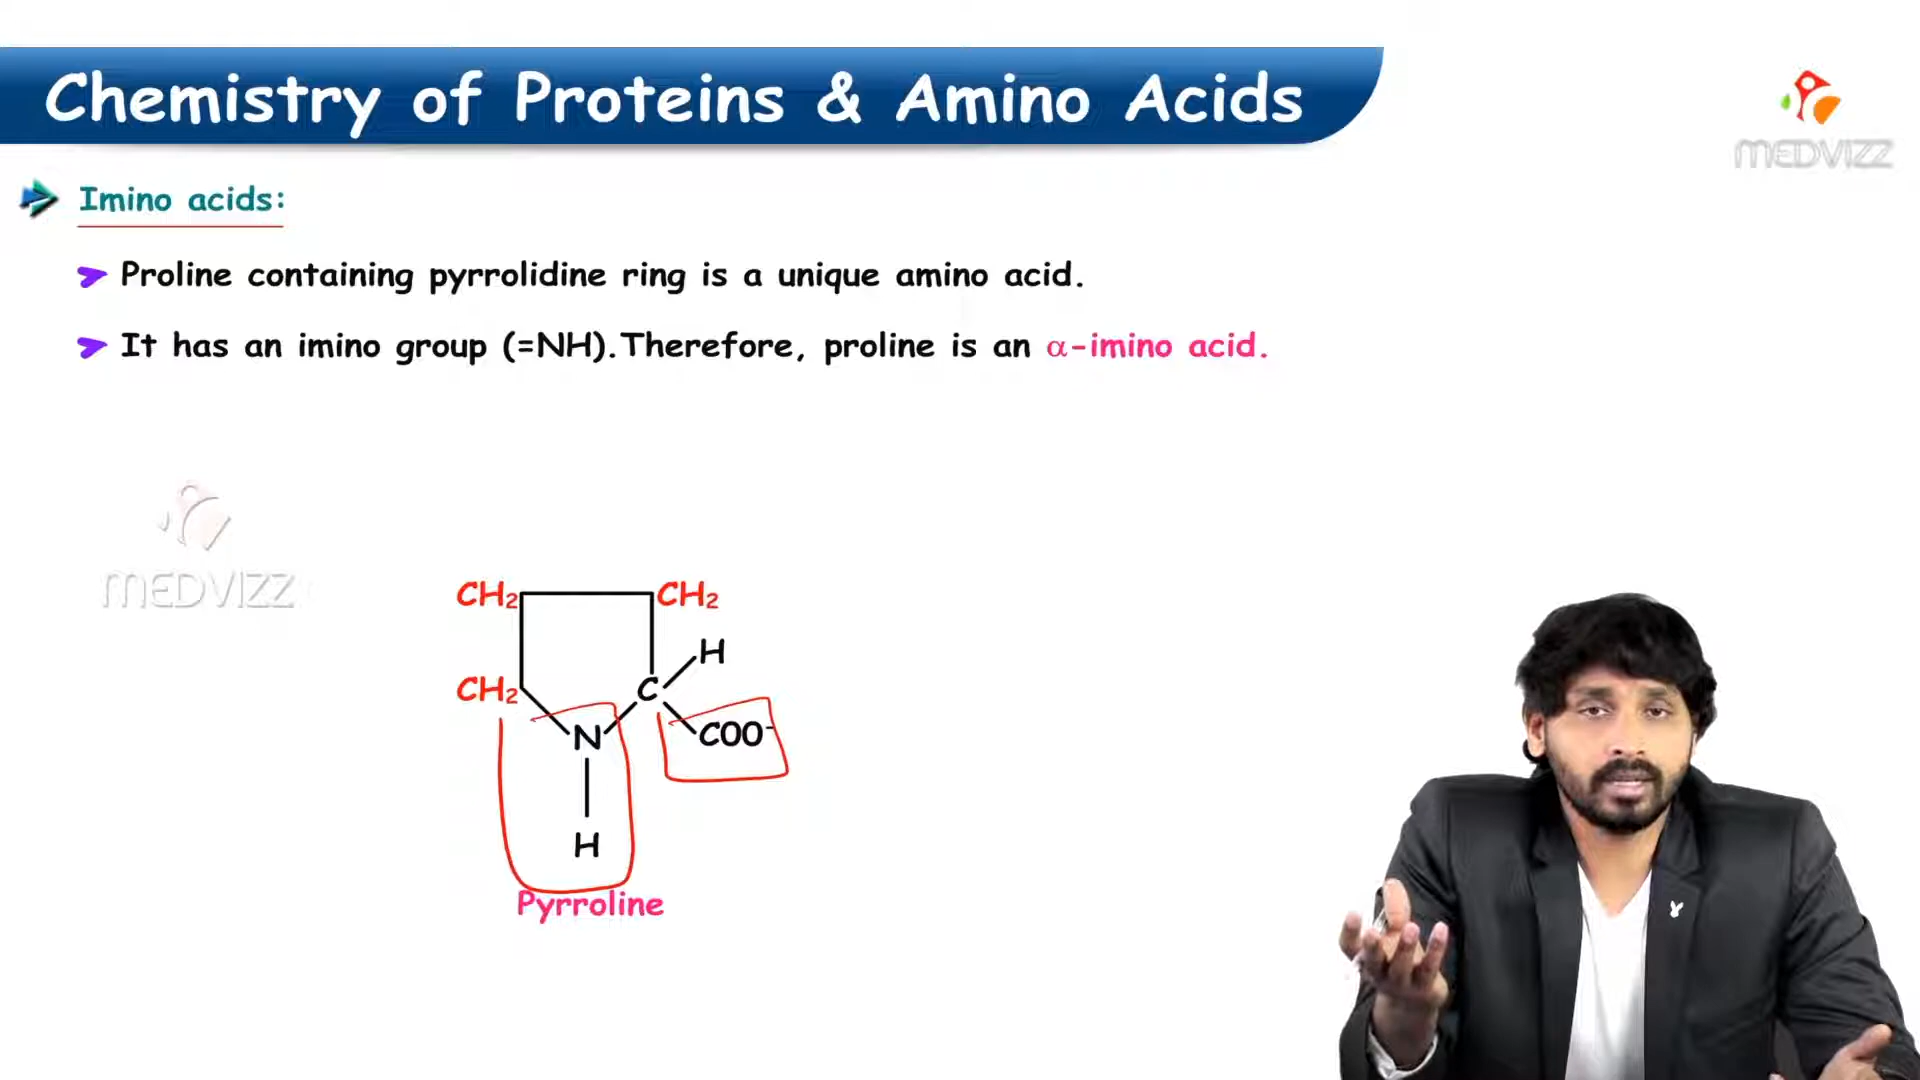 Chemistry of Proteins & Amino Acids
MEDVIZZ
Imino acids:
Proline containing pyrrolidine ring is a unique amino acid.
It has an imino group (=NH).Therefore, proline is an α-imino acid.
MEDVIZZ
CH₂ CH₂
H
CH₂ C
N COO⁻
H
Pyrroline